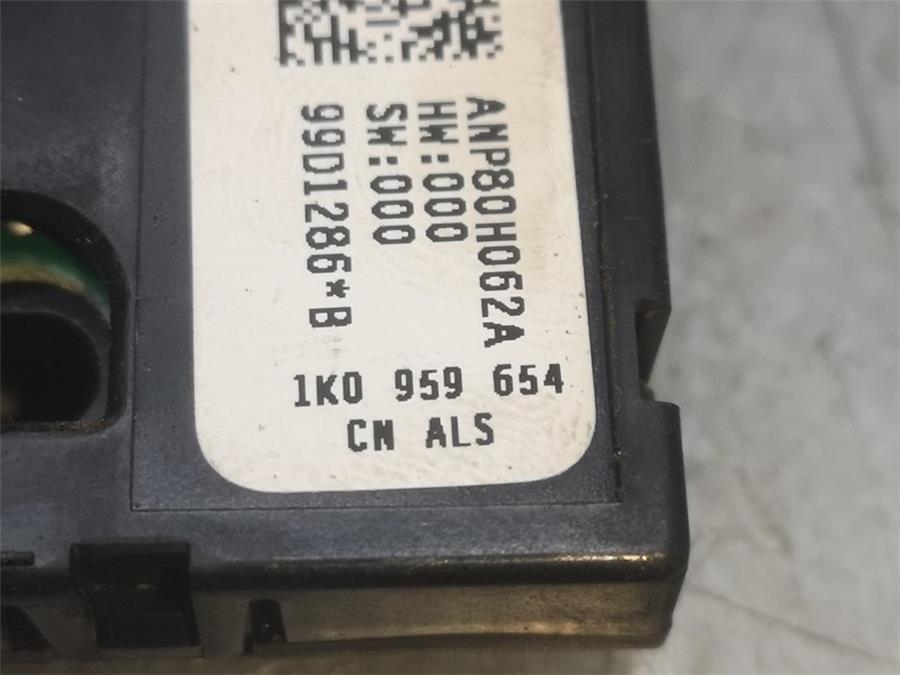 ANP80H062A
HW:000
SW:000
99D1286*B
1K0 959 654
CN ALS